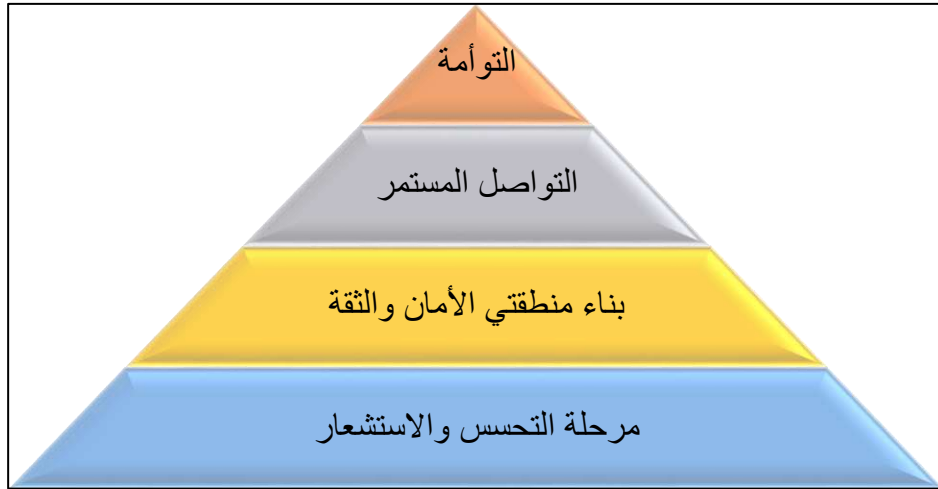 التوأمة
التواصل المستمر
بناء منطقتي الأمان والثقة
مرحلة التحسس والاستشعار